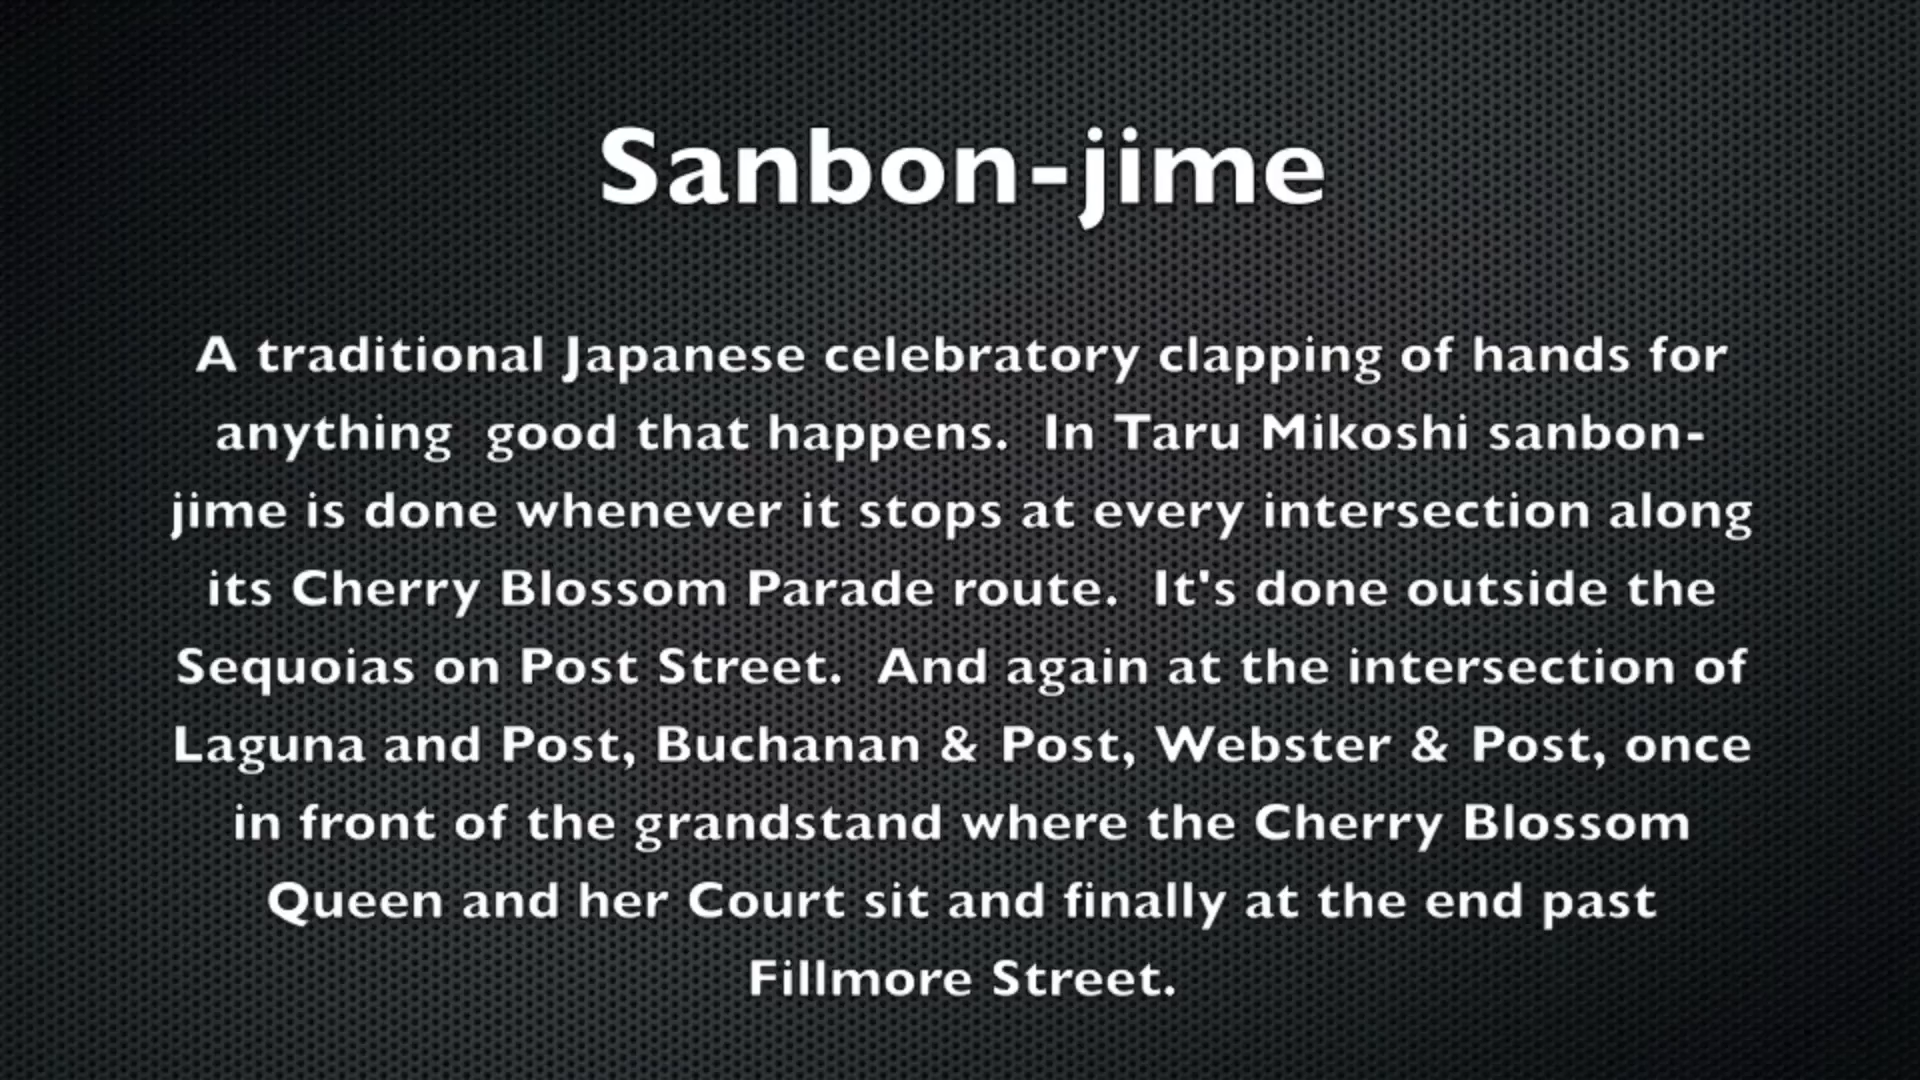 Sanbon-jime
A traditional Japanese celebratory clapping of hands for
anything  good that happens.  In Taru Mikoshi sanbon-
jime is done whenever it stops at every intersection along
its Cherry Blossom Parade route.  It's done outside the
Sequoias on Post Street.  And again at the intersection of
Laguna and Post, Buchanan & Post, Webster & Post, once
in front of the grandstand where the Cherry Blossom
Queen and her Court sit and finally at the end past
Fillmore Street.